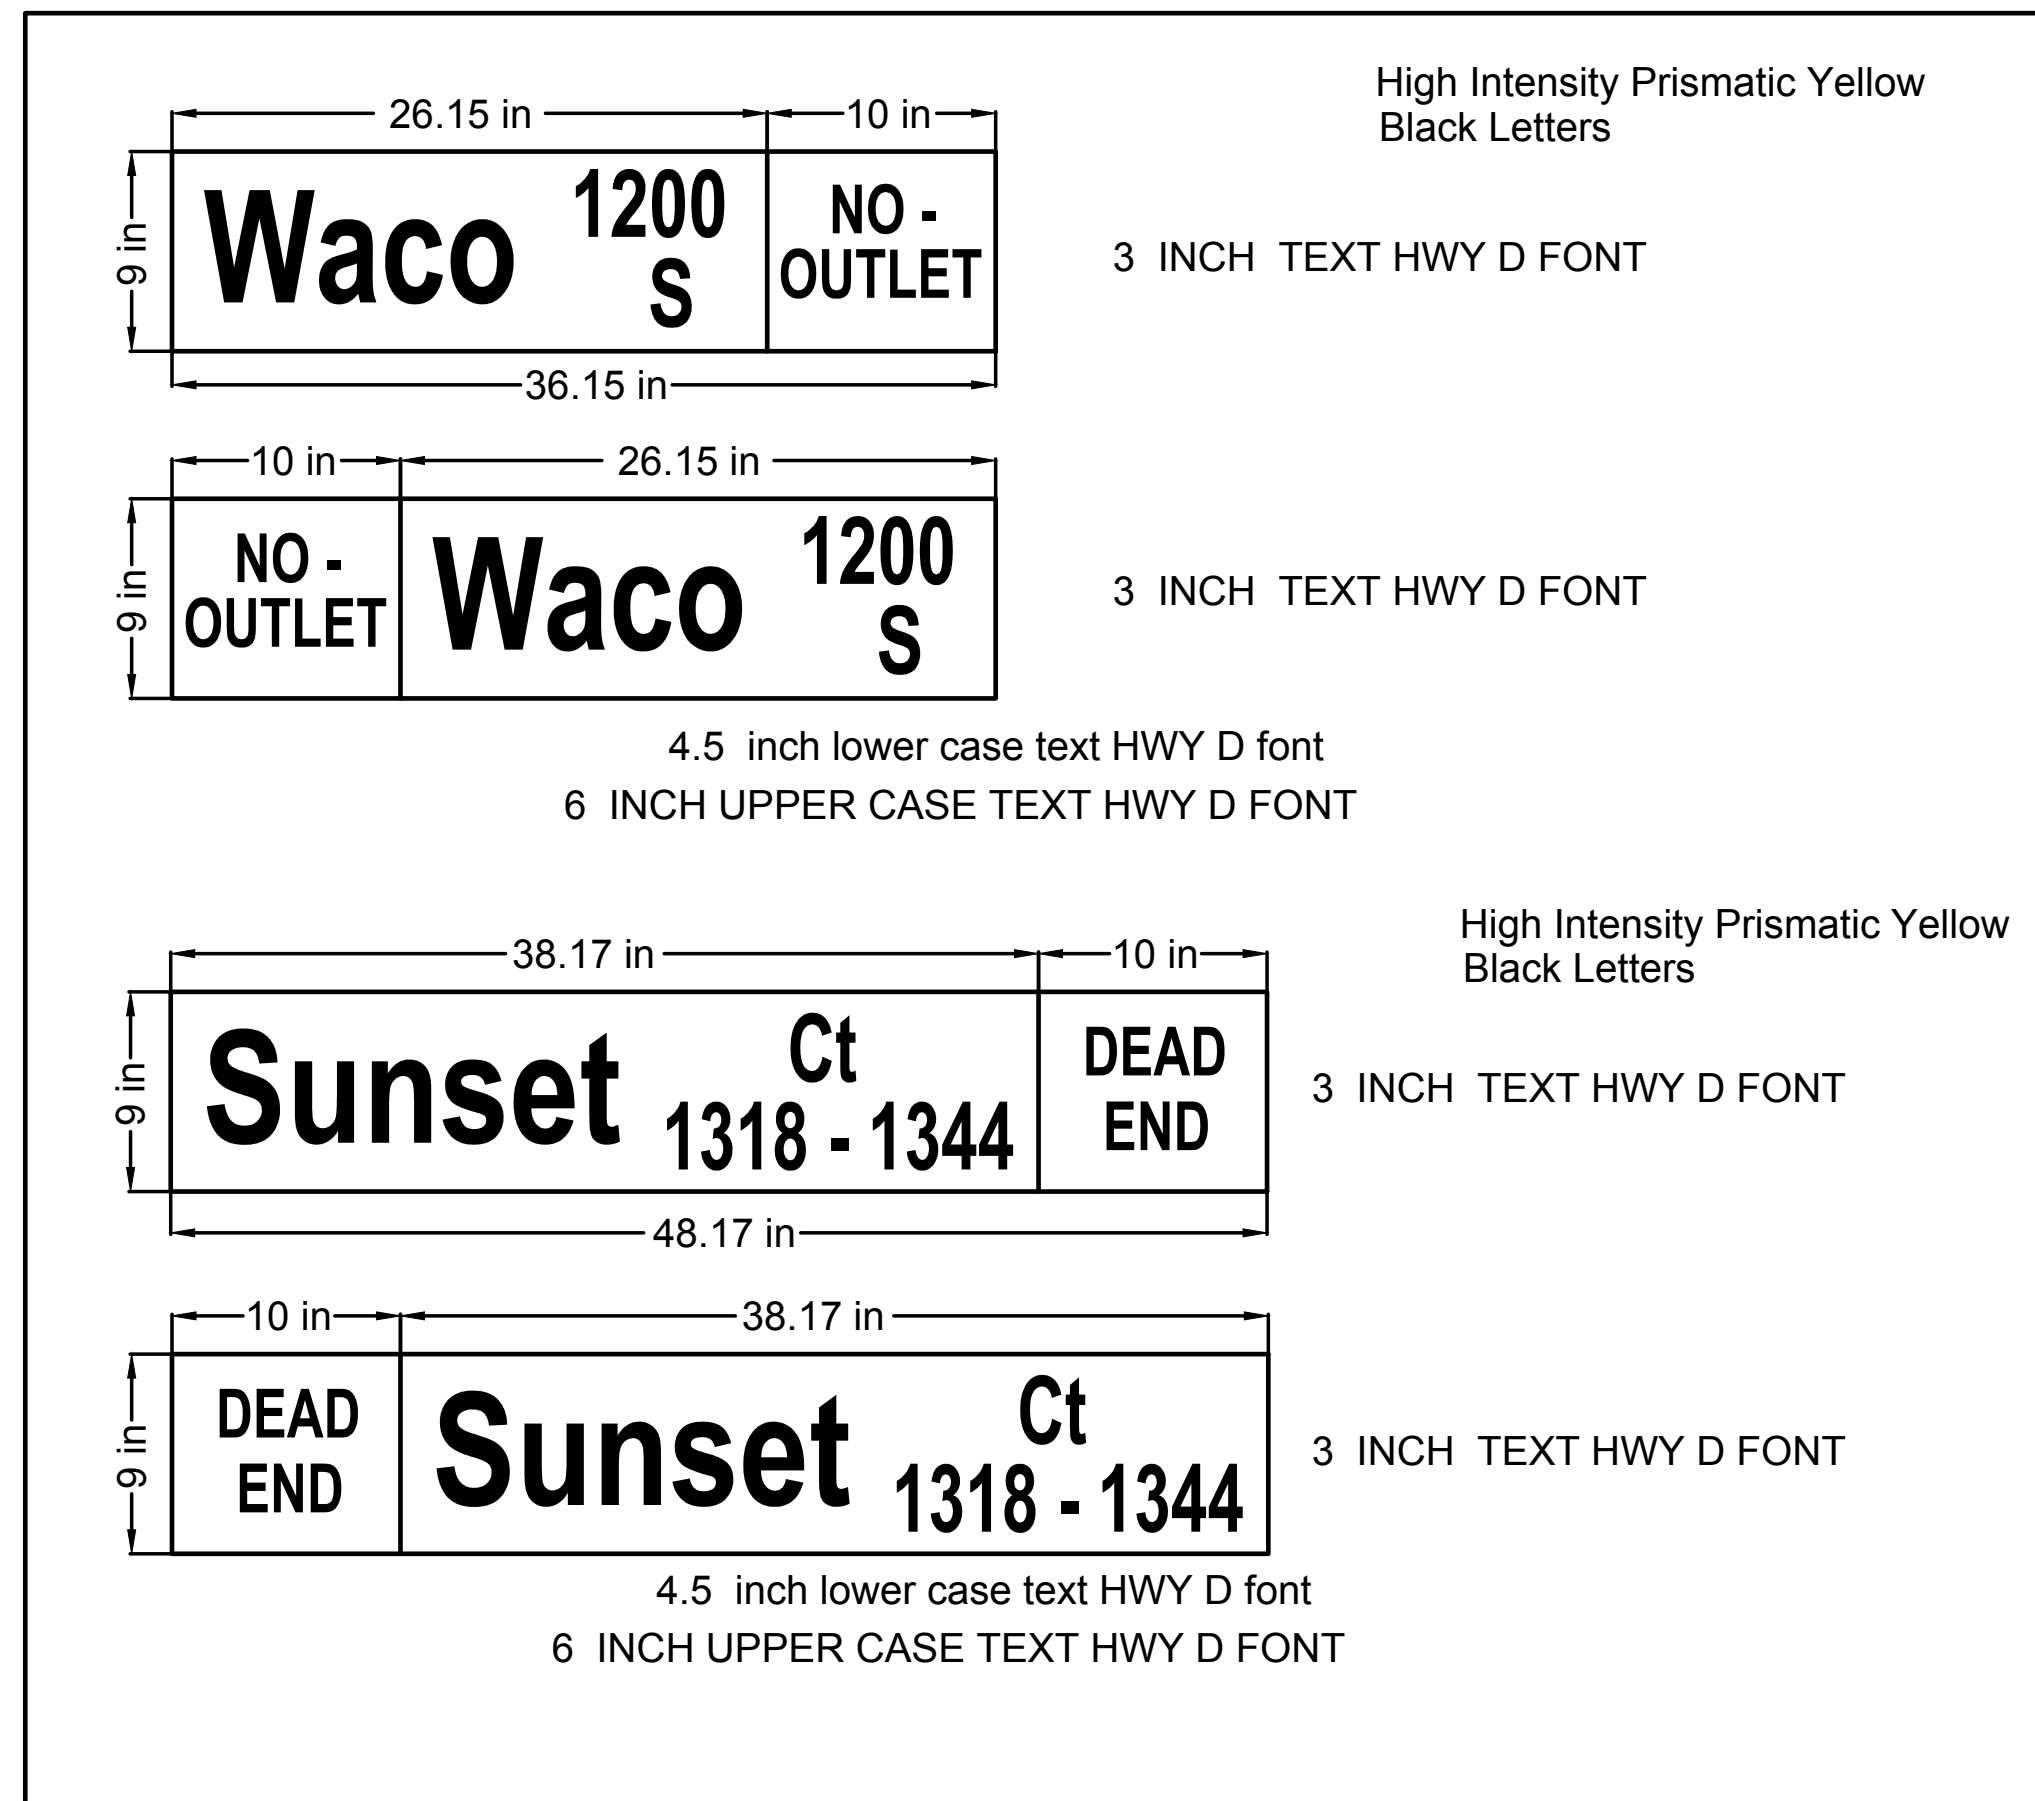 High Intensity Prismatic Yellow
Black Letters
26.15 in 10 in
9 in
Waco 1200 S
NO -
OUTLET
3 INCH TEXT HWY D FONT
36.15 in
10 in 26.15 in
9 in
NO -
OUTLET
Waco 1200 S
3 INCH TEXT HWY D FONT
4.5 inch lower case text HWY D font
6 INCH UPPER CASE TEXT HWY D FONT
High Intensity Prismatic Yellow
Black Letters
38.17 in 10 in
9 in
Sunset Ct
1318 - 1344
DEAD
END
3 INCH TEXT HWY D FONT
48.17 in
10 in 38.17 in
9 in
DEAD
END
Sunset Ct
1318 - 1344
3 INCH TEXT HWY D FONT
4.5 inch lower case text HWY D font
6 INCH UPPER CASE TEXT HWY D FONT